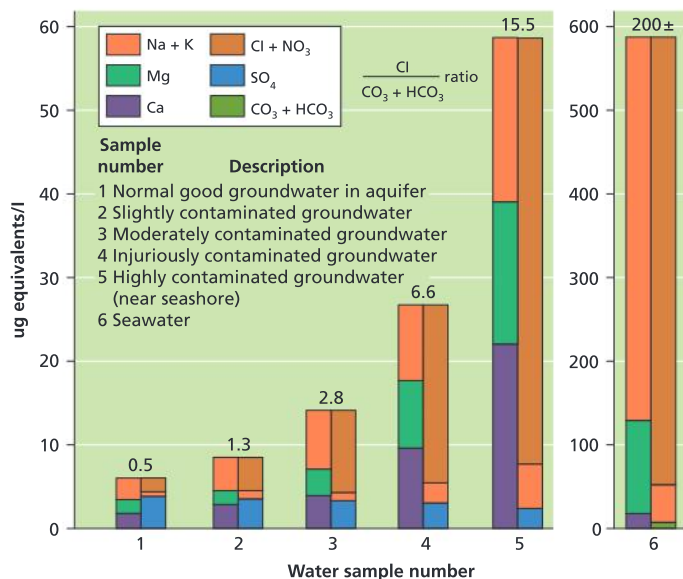 60
50
40
30
20
10
0
ug equivalents/l
Na + K
Cl + NO₃
Mg
SO₄
Ca
CO₃ + HCO₃
Cl
CO₃ + HCO₃
ratio
Sample
number Description
1 Normal good groundwater in aquifer
2 Slightly contaminated groundwater
3 Moderately contaminated groundwater
4 Injuriously contaminated groundwater
5 Highly contaminated groundwater
(near seashore)
6 Seawater
0.5
1.3
2.8
6.6
15.5
200±
600
500
400
300
200
100
0
1 2 3 4 5 6
Water sample number